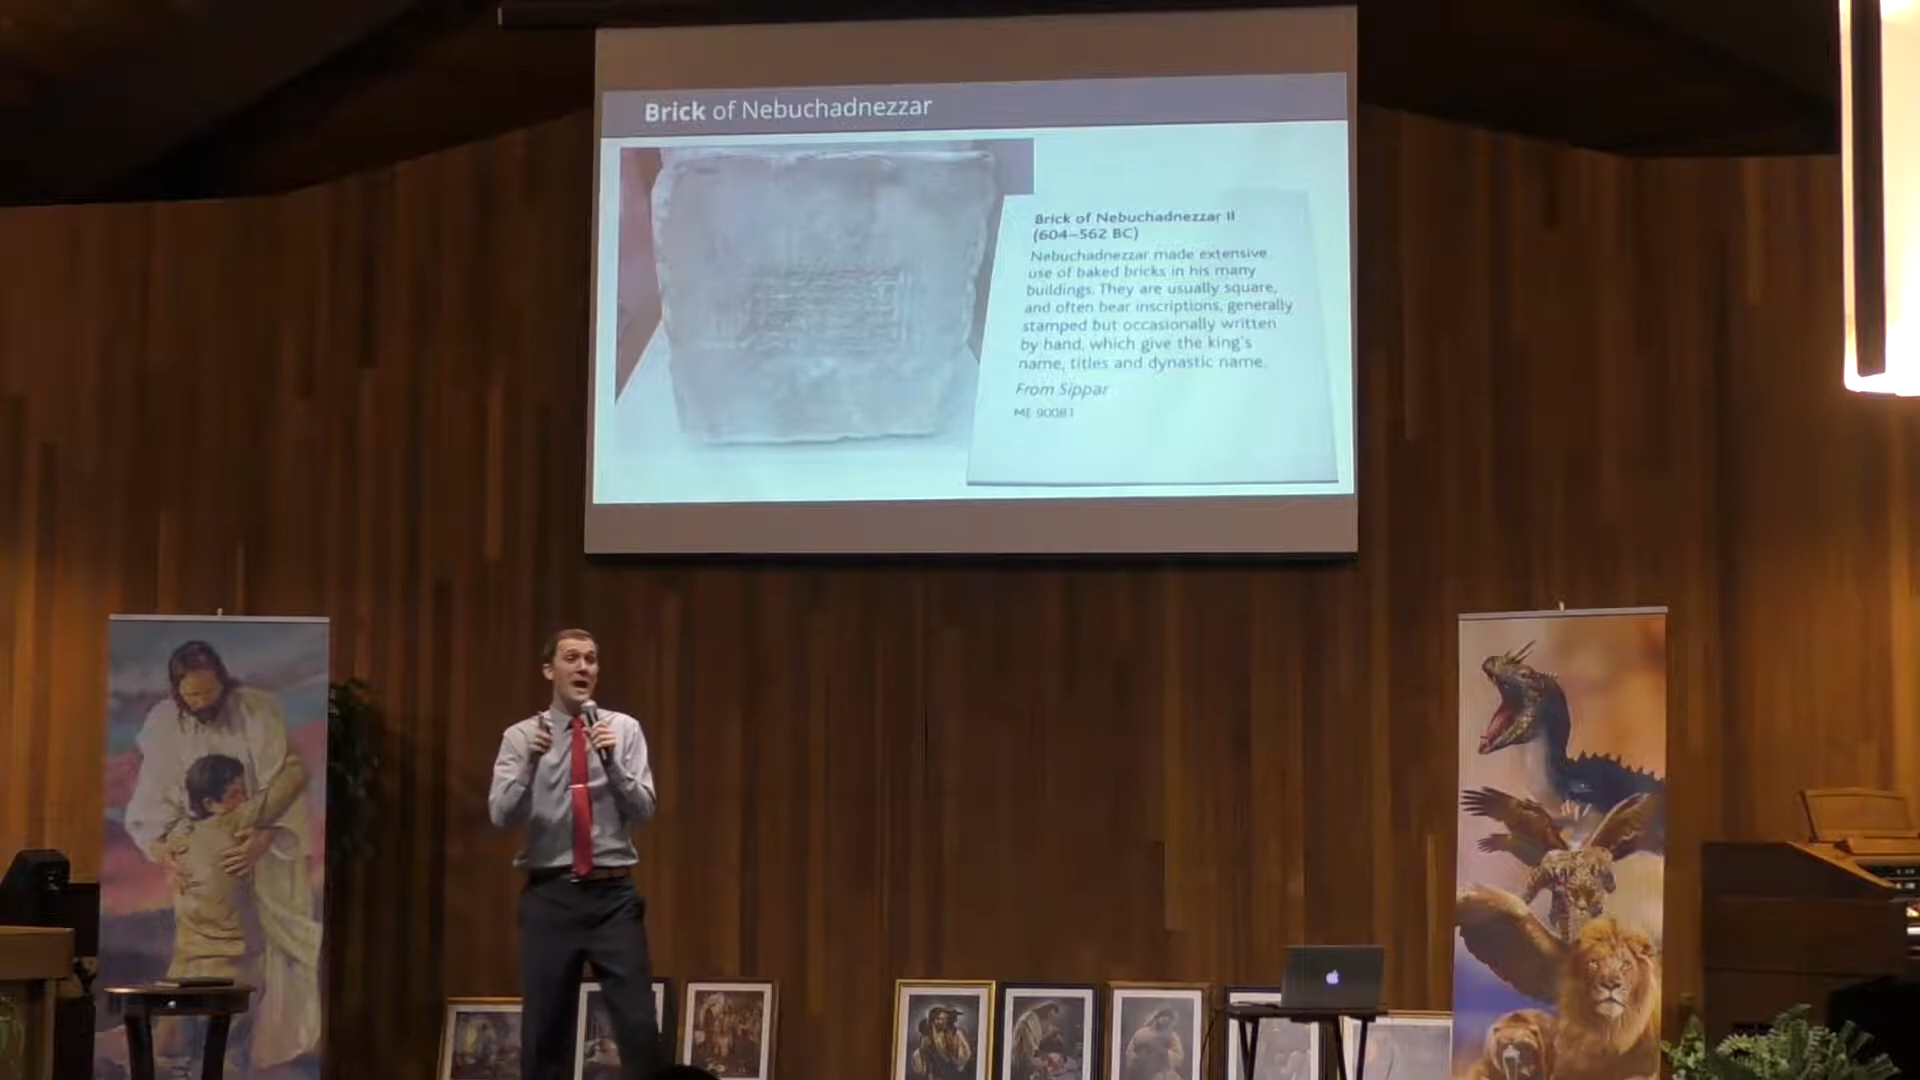 Brick of Nebuchadnezzar
Brick of Nebuchadnezzar II
(604–562 BC)
Nebuchadnezzar made extensive
use of baked bricks in his many
buildings. They are usually square,
and often bear inscriptions, generally
stamped but occasionally written
by hand, which give the king's
name, titles and dynastic name.
From Sippar
ME 90081